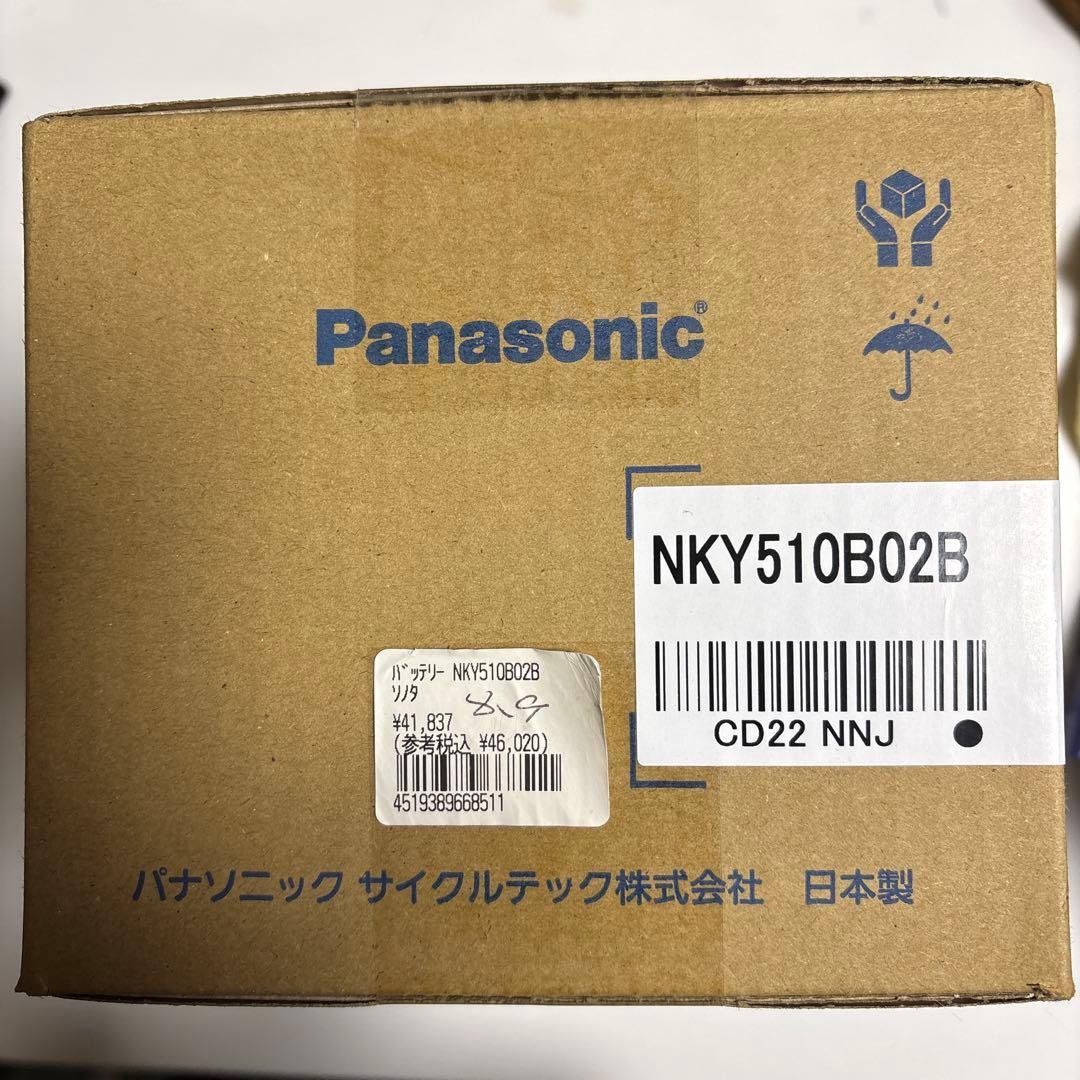 Panasonic®
NKY510B02B
CD22 NNJ
ﾊﾞｯﾃﾘｰ NKY510B02B
ｿﾉﾀ
¥41,837
(参考税込 ¥46,020)
4519389668511
パナソニック サイクルテック株式会社 日本製